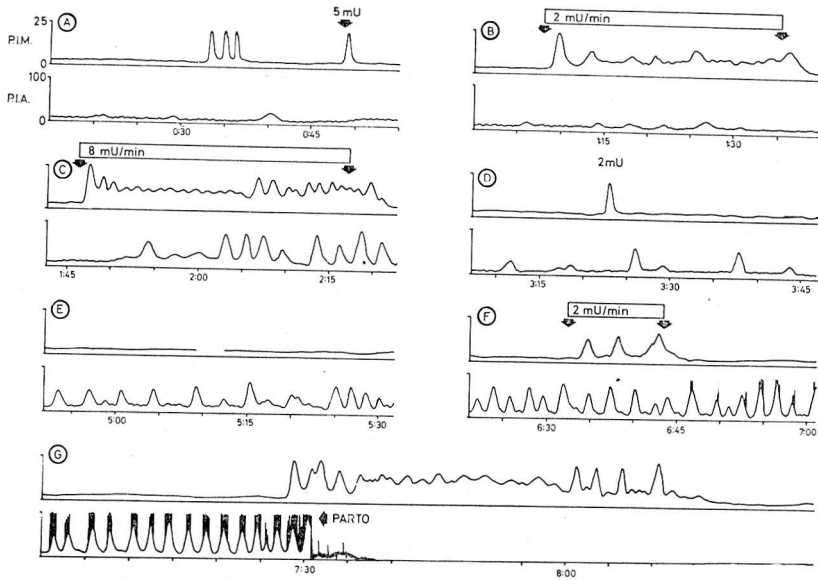 A
5 mU
25
P.I.M.
0
100
P.I.A.
0
0:30
0:45
B
2 mU/min
1:15
1:30
C
8 mU/min
1:45
2:00
2:15
D
2mU
3:15
3:30
3:45
E
5:00
5:15
5:30
F
2 mU/min
6:30
6:45
7:00
G
PARTO
7:30
8:00